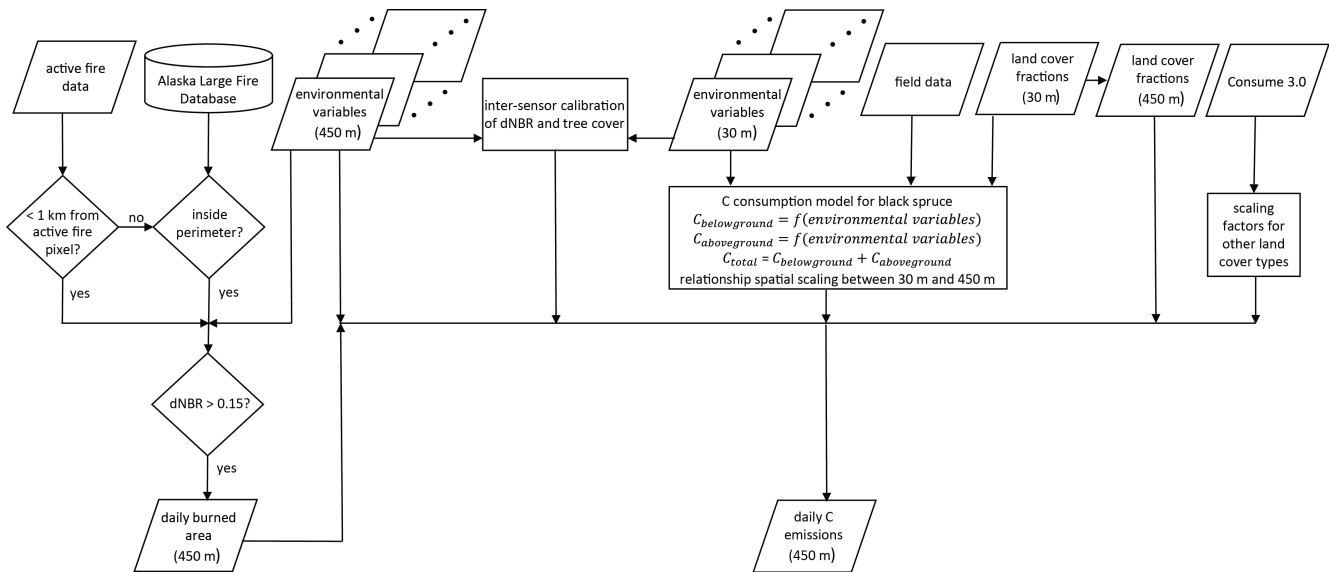 active fire
data
Alaska Large Fire
Database
environmental
variables
(450 m)
inter-sensor calibration
of dNBR and tree cover
environmental
variables
(30 m)
field data
land cover
fractions
(30 m)
land cover
fractions
(450 m)
Consume 3.0
< 1 km from
active fire
pixel?
no
inside
perimeter?
yes
yes
C consumption model for black spruce
C_belowground = f(environmental variables)
C_aboveground = f(environmental variables)
C_total = C_belowground + C_aboveground
relationship spatial scaling between 30 m and 450 m
scaling
factors for
other land
cover types
dNBR > 0.15?
yes
daily burned
area
(450 m)
daily C
emissions
(450 m)